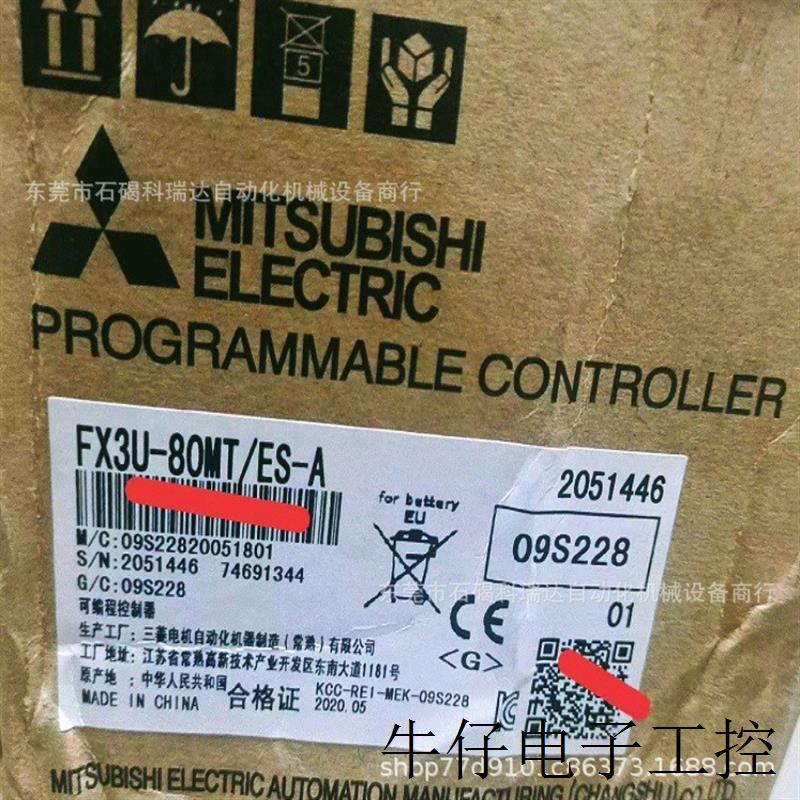 5
东莞市石碣科瑞达自动化机械设备商行
MITSUBISHI
ELECTRIC
PROGRAMMABLE CONTROLLER
FX3U-80MT/ES-A
2051446
for battery
EU
09S228
M/C:09S22820051801
S/N:2051446 74691344
G/C:09S228
东莞市石碣科瑞达自动化机械设备商行
01
可编程控制器
CE
<G>
生产工厂: 三菱电机自动化机器制造(常熟)有限公司
工厂地址: 江苏省常熟高新技术产业开发区东南大道1181号
原产地: 中华人民共和国
MADE IN CHINA
合格证
KCC-REI-MEK-09S228
2020.05
牛仔电子工控
MITSUBISHI ELECTRIC AUTOMATION MANUFACTURING (CHANGSHU) CO.,LTD.